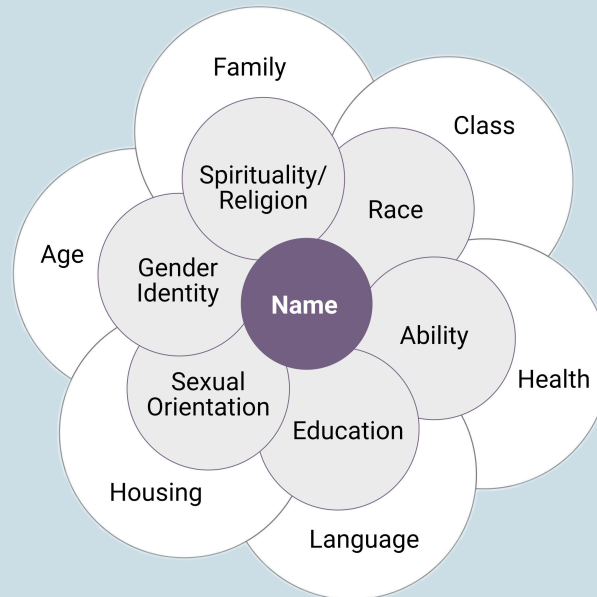 Family
Class
Spirituality/
Religion
Race
Age
Gender
Identity
Name
Ability
Health
Sexual
Orientation
Education
Housing
Language